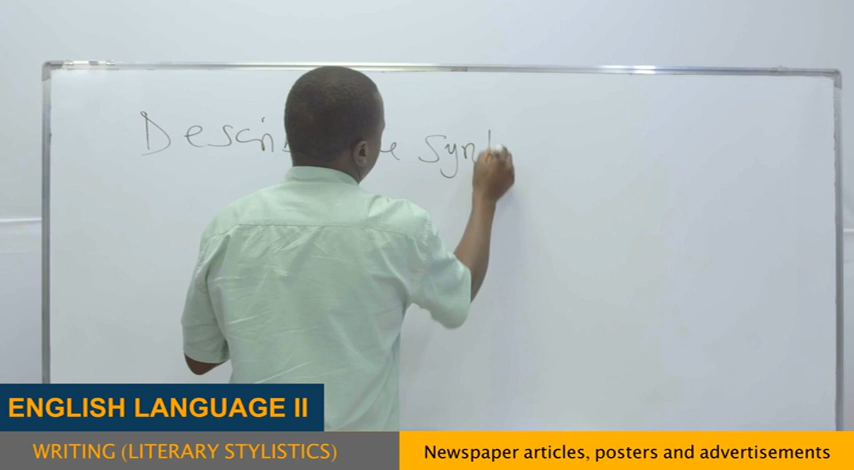 ENGLISH LANGUAGE II
WRITING (LITERARY STYLISTICS)
Newspaper articles, posters and advertisements